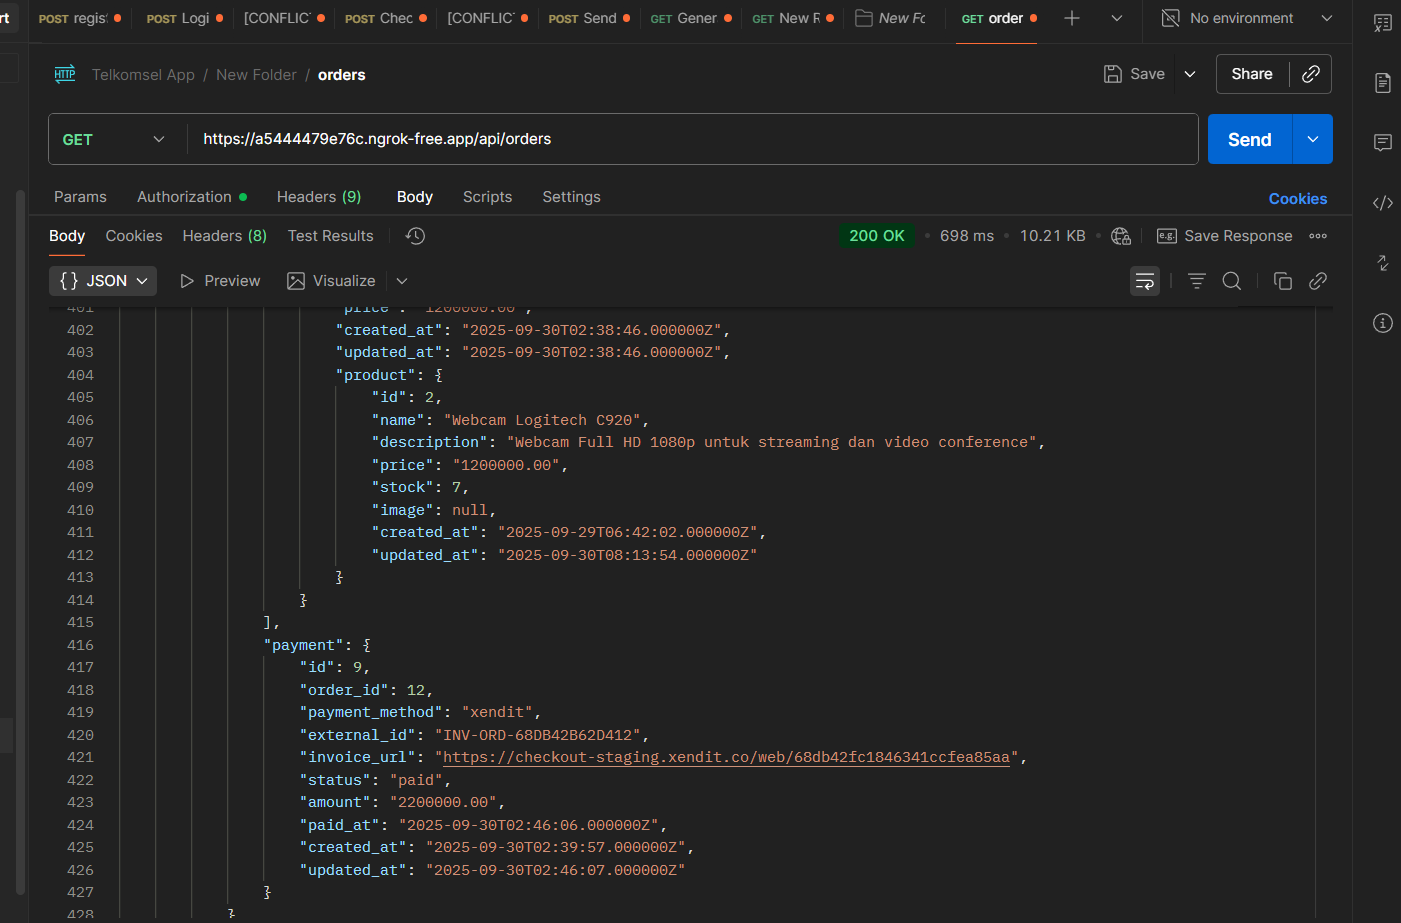 rt POST regis POST Logi [CONFLIC POST Chec [CONFLIC POST Send GET Gener GET New R New Fo GET order No environment
HTTP Telkomsel App / New Folder / orders Save Share
GET https://a5444479e76c.ngrok-free.app/api/orders Send
Params Authorization Headers (9) Body Scripts Settings Cookies
Body Cookies Headers (8) Test Results 200 OK 698 ms 10.21 KB e.g. Save Response
{} JSON Preview Visualize
401 "price": "1200000.00",
402 "created_at": "2025-09-30T02:38:46.000000Z",
403 "updated_at": "2025-09-30T02:38:46.000000Z",
404 "product": {
405 "id": 2,
406 "name": "Webcam Logitech C920",
407 "description": "Webcam Full HD 1080p untuk streaming dan video conference",
408 "price": "1200000.00",
409 "stock": 7,
410 "image": null,
411 "created_at": "2025-09-29T06:42:02.000000Z",
412 "updated_at": "2025-09-30T08:13:54.000000Z"
413 }
414 }
415 ],
416 "payment": {
417 "id": 9,
418 "order_id": 12,
419 "payment_method": "xendit",
420 "external_id": "INV-ORD-68DB42B62D412",
421 "invoice_url": "https://checkout-staging.xendit.co/web/68db42fc1846341ccfea85aa",
422 "status": "paid",
423 "amount": "2200000.00",
424 "paid_at": "2025-09-30T02:46:06.000000Z",
425 "created_at": "2025-09-30T02:39:57.000000Z",
426 "updated_at": "2025-09-30T02:46:07.000000Z"
427 }
428 }